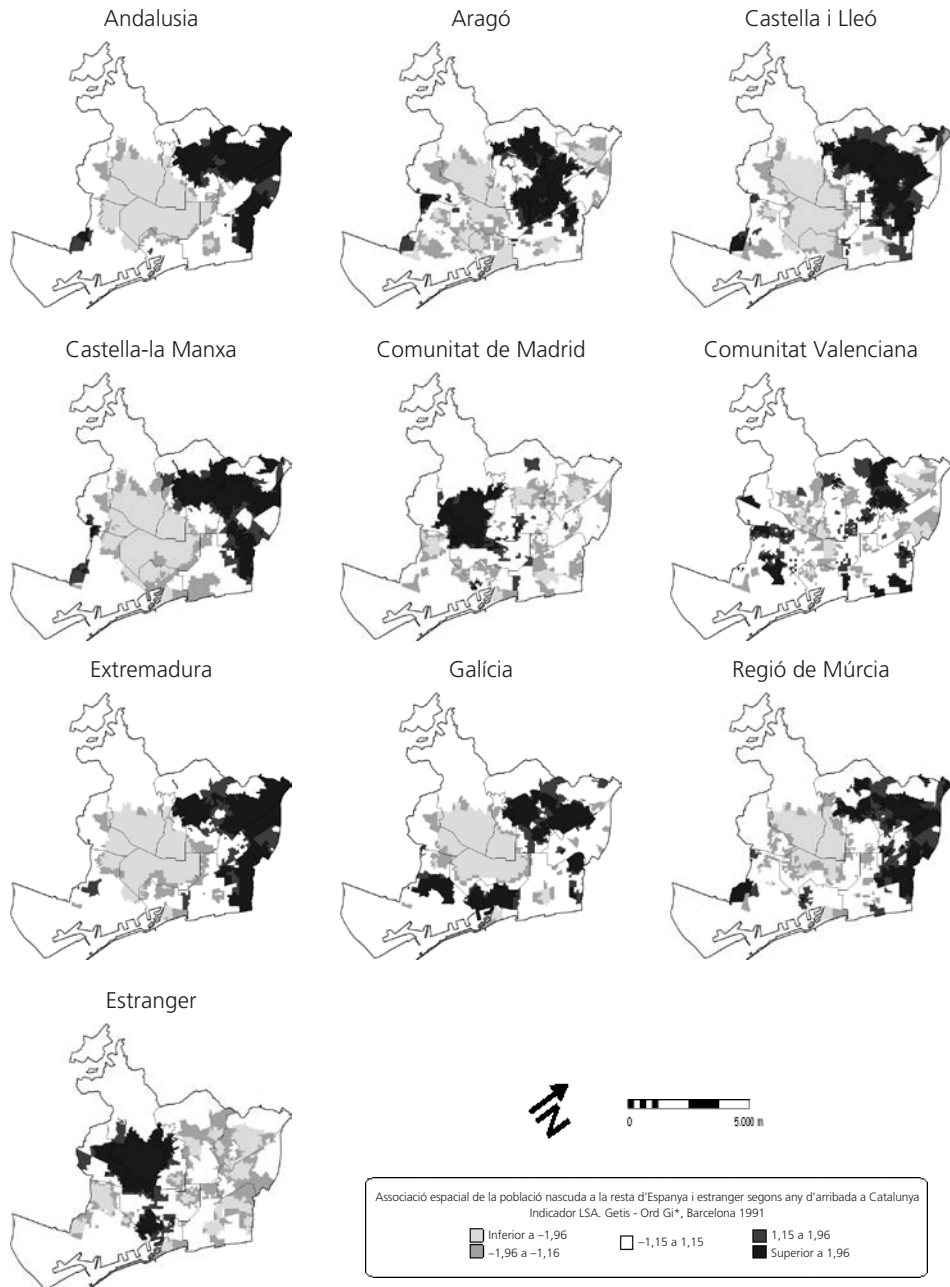 Andalusia
Aragó
Castella i Lleó
Castella-la Manxa
Comunitat de Madrid
Comunitat Valenciana
Extremadura
Galícia
Regió de Múrcia
Estranger
N
0
5.000 m
Associació espacial de la població nascuda a la resta d'Espanya i estranger segons any d'arribada a Catalunya
Indicador LSA. Getis - Ord Gi*, Barcelona 1991
Inferior a –1,96
–1,96 a –1,16
–1,15 a 1,15
1,15 a 1,96
Superior a 1,96